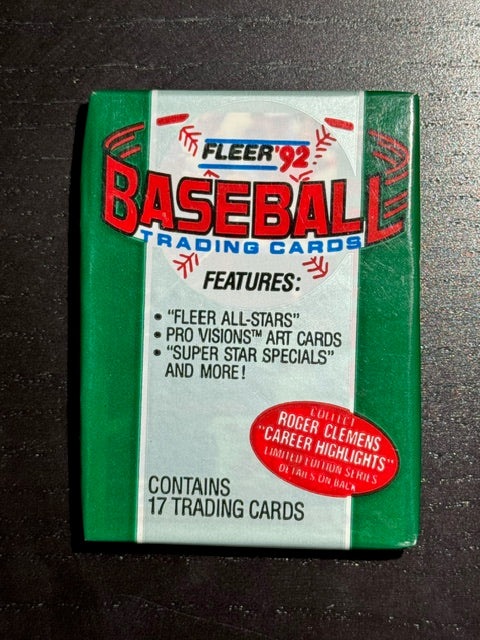 FLEER '92
BASEBALL
TRADING CARDS
FEATURES:
• "FLEER ALL-STARS"
• PRO VISIONS™ ART CARDS
• "SUPER STAR SPECIALS"
AND MORE!
COLLECT
ROGER CLEMENS
"CAREER HIGHLIGHTS"
LIMITED EDITION SERIES
DETAILS ON BACK
CONTAINS
17 TRADING CARDS